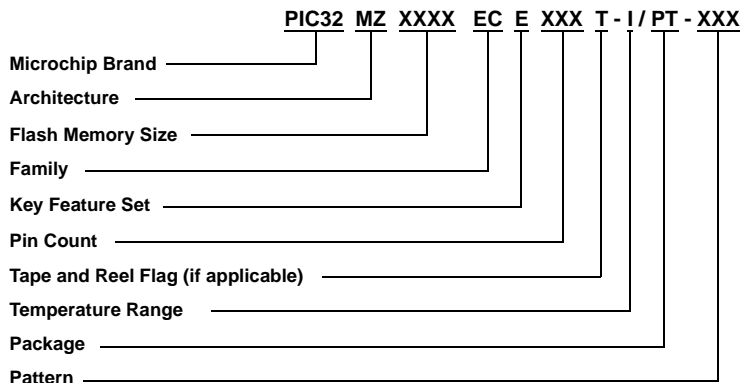 PIC32 MZ XXXX EC E XXX T - I / PT - XXX
Microchip Brand
Architecture
Flash Memory Size
Family
Key Feature Set
Pin Count
Tape and Reel Flag (if applicable)
Temperature Range
Package
Pattern